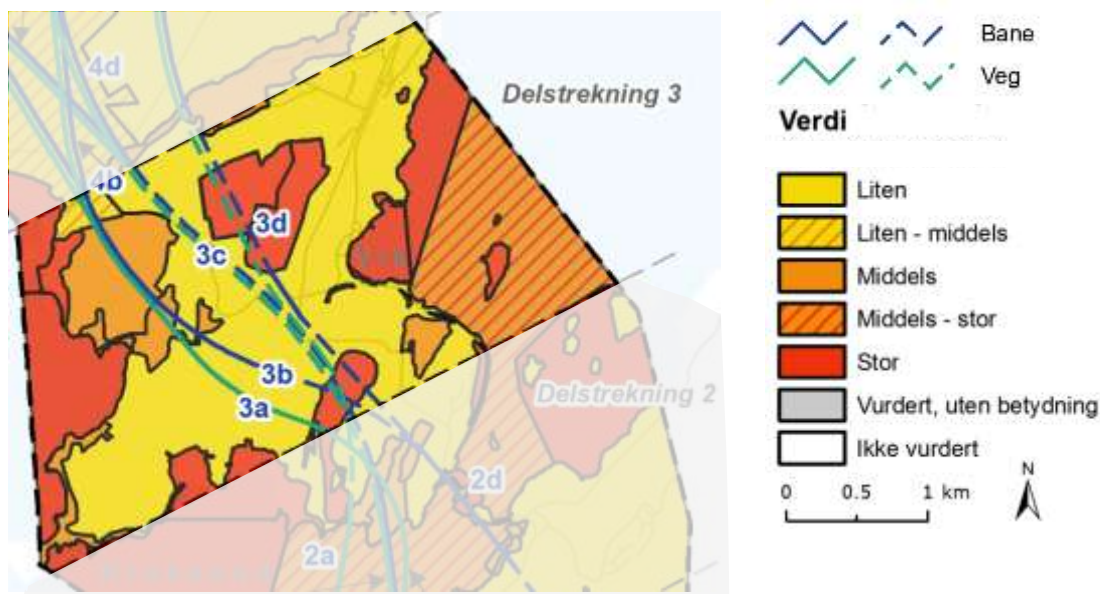 4d
Delstrekning 3
4b
3d
3c
3b
3a
Delstrekning 2
2d
2a
Bane
Veg
Verdi
Liten
Liten - middels
Middels
Middels - stor
Stor
Vurdert, uten betydning
Ikke vurdert
0 0.5 1 km
N